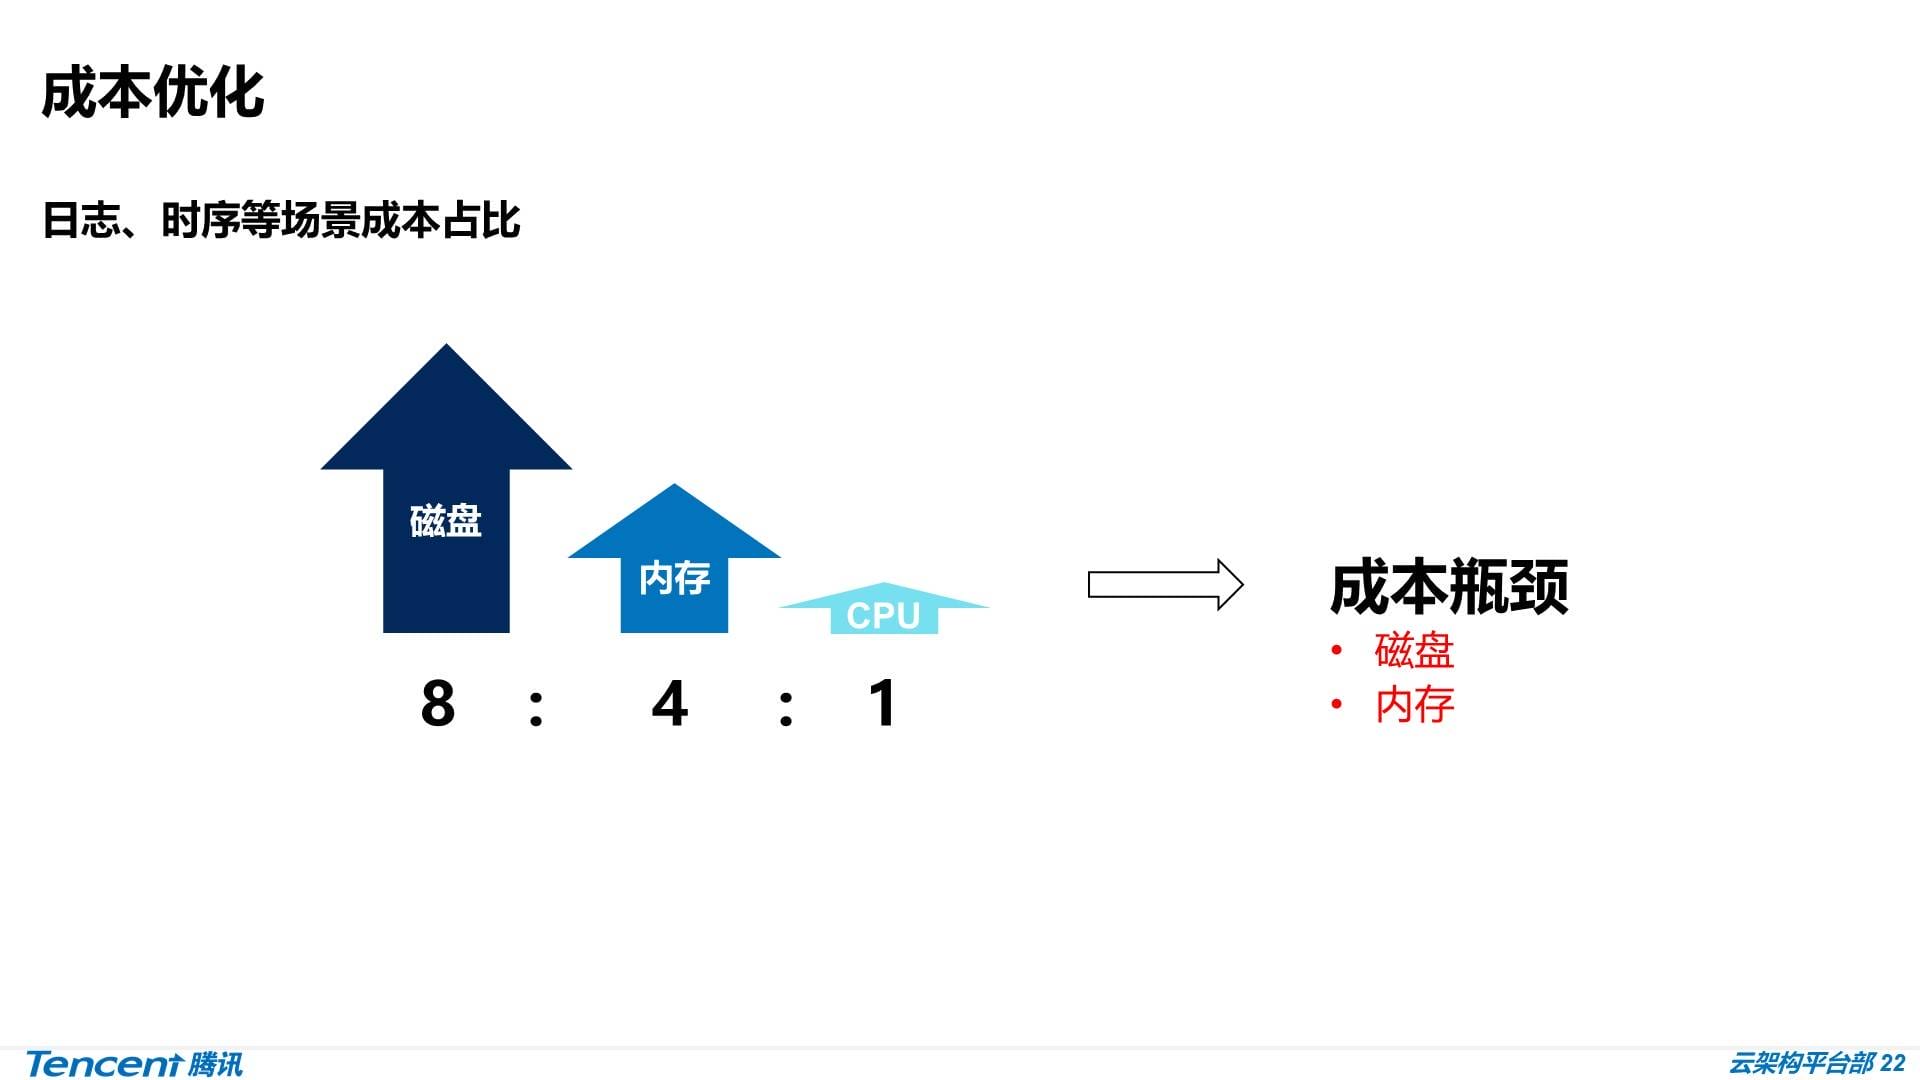 成本优化
日志、时序等场景成本占比
磁盘
内存
CPU
8 : 4 : 1
成本瓶颈
• 磁盘
• 内存
Tencent 腾讯
云架构平台部 22